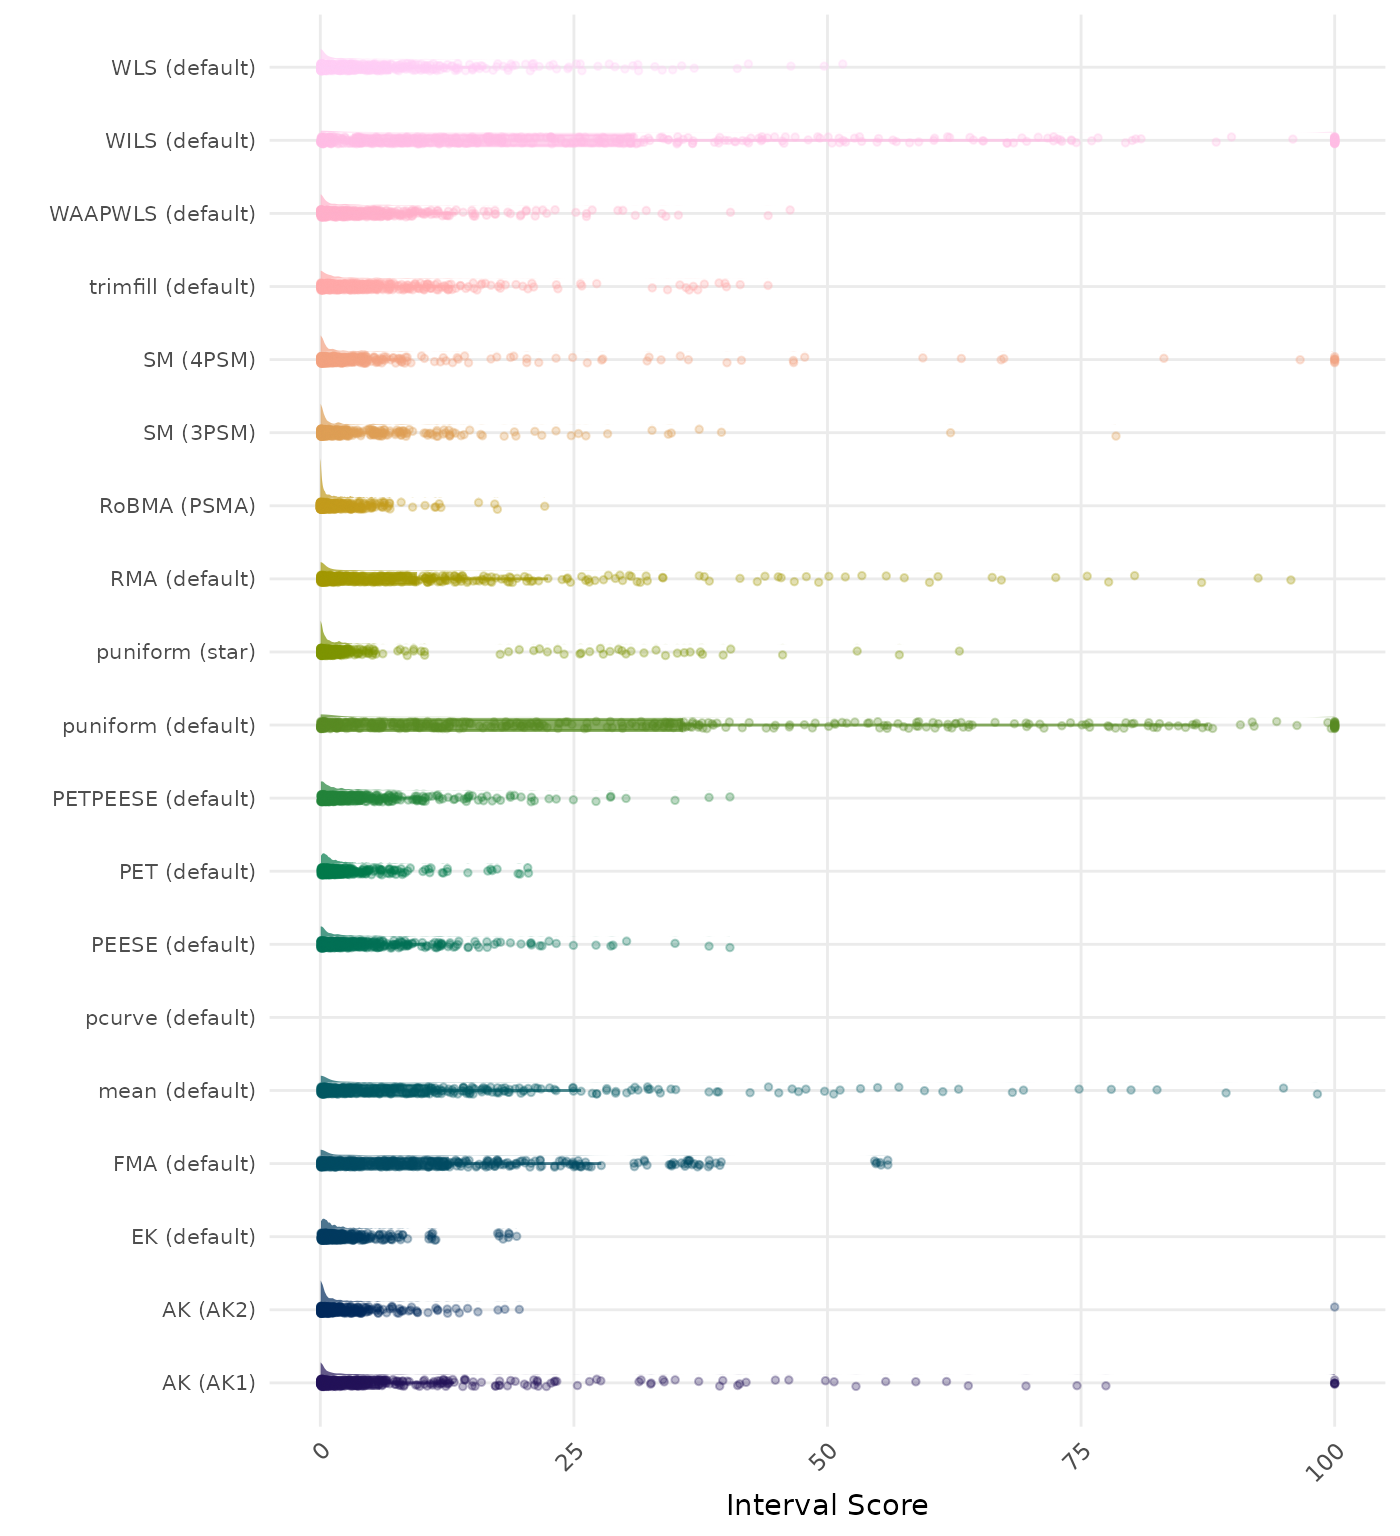 WLS (default)
WILS (default)
WAAPWLS (default)
trimfill (default)
SM (4PSM)
SM (3PSM)
RoBMA (PSMA)
RMA (default)
puniform (star)
puniform (default)
PETPEESE (default)
PET (default)
PEESE (default)
pcurve (default)
mean (default)
FMA (default)
EK (default)
AK (AK2)
AK (AK1)
0 25 50 75 100
Interval Score